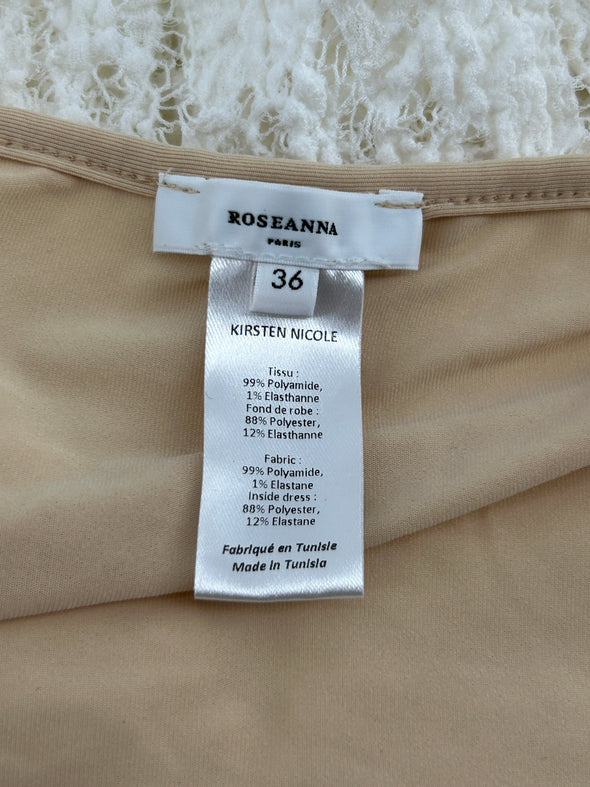 ROSEANNA
PARIS
36
KIRSTEN NICOLE
Tissu :
99% Polyamide,
1% Elasthanne
Fond de robe :
88% Polyester,
12% Elasthanne
Fabric :
99% Polyamide,
1% Elastane
Inside dress :
88% Polyester,
12% Elastane
Fabriqué en Tunisie
Made in Tunisia